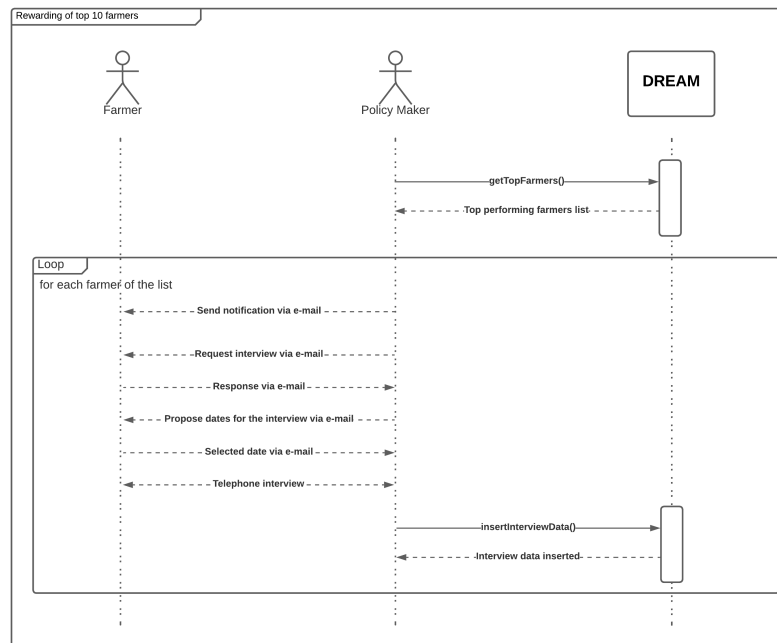 Rewarding of top 10 farmers
Farmer
Policy Maker
DREAM
getTopFarmers()
Top performing farmers list
Loop
for each farmer of the list
Send notification via e-mail
Request interview via e-mail
Response via e-mail
Propose dates for the interview via e-mail
Selected date via e-mail
Telephone interview
insertInterviewData()
Interview data inserted